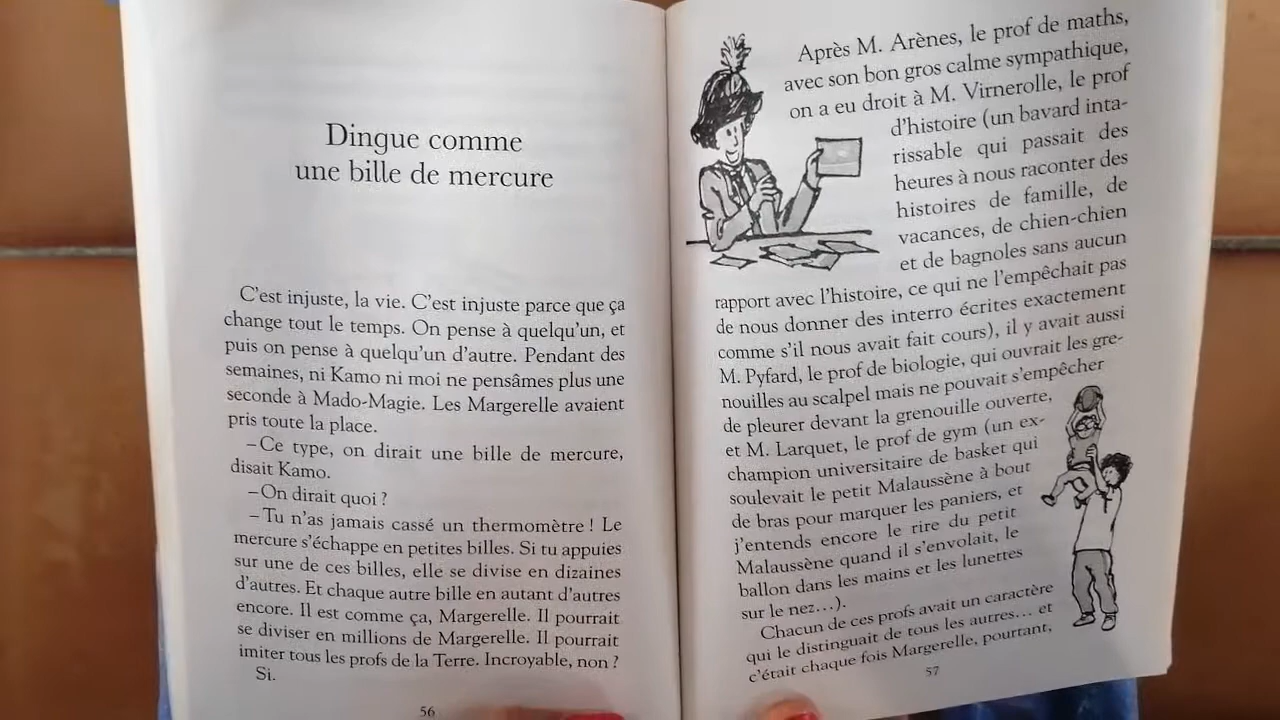 Dingue comme
une bille de mercure
C'est injuste, la vie. C'est injuste parce que ça
change tout le temps. On pense à quelqu'un, et
puis on pense à quelqu'un d'autre. Pendant des
semaines, ni Kamo ni moi ne pensâmes plus une
seconde à Mado-Magie. Les Margerelle avaient
pris toute la place.
– Ce type, on dirait une bille de mercure,
disait Kamo.
– On dirait quoi ?
– Tu n'as jamais cassé un thermomètre ! Le
mercure s'échappe en petites billes. Si tu appuies
sur une de ces billes, elle se divise en dizaines
d'autres. Et chaque autre bille en autant d'autres
encore. Il est comme ça, Margerelle. Il pourrait
se diviser en millions de Margerelle. Il pourrait
imiter tous les profs de la Terre. Incroyable, non ?
Si.
56
Après M. Arènes, le prof de maths,
avec son bon gros calme sympathique,
on a eu droit à M. Virnerolle, le prof
d'histoire (un bavard inta-
rissable qui passait des
heures à nous raconter des
histoires de famille, de
vacances, de chien-chien
et de bagnoles sans aucun
rapport avec l'histoire, ce qui ne l'empêchait pas
de nous donner des interro écrites exactement
comme s'il nous avait fait cours), il y avait aussi
M. Pyfard, le prof de biologie, qui ouvrait les gre-
nouilles au scalpel mais ne pouvait s'empêcher
de pleurer devant la grenouille ouverte,
et M. Larquet, le prof de gym (un ex-
champion universitaire de basket qui
soulevait le petit Malaussène à bout
de bras pour marquer les paniers, et
j'entends encore le rire du petit
Malaussène quand il s'envolait, le
ballon dans les mains et les lunettes
sur le nez…).
Chacun de ces profs avait un caractère
qui le distinguait de tous les autres… et
c'était chaque fois Margerelle, pourtant,
57